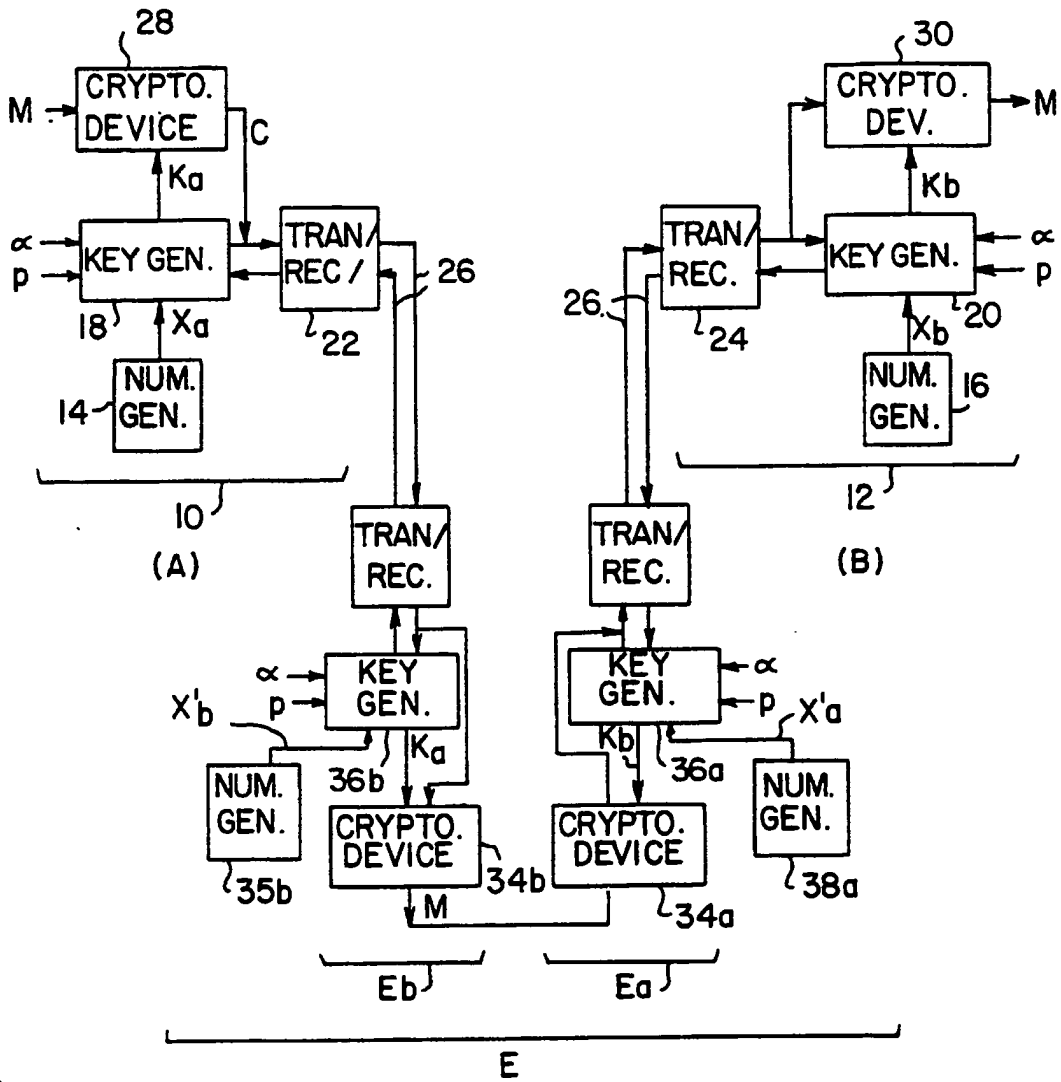 28
CRYPTO.
DEVICE
M
C
Ka
α
p
KEY GEN.
TRAN/
REC/
26
18
Xa
22
14
NUM.
GEN.
10
(A)
30
CRYPTO.
DEV.
M
Kb
TRAN/
REC.
KEY GEN.
α
p
26
24
20
Xb
NUM.
GEN.
16
12
(B)
TRAN/
REC.
α
p
KEY
GEN.
X'b
Ka
36b
NUM.
GEN.
35b
CRYPTO.
DEVICE
34b
M
TRAN/
REC.
KEY
GEN.
α
p
X'a
Kb
36a
NUM.
GEN.
38a
CRYPTO.
DEVICE
34a
Eb
Ea
E